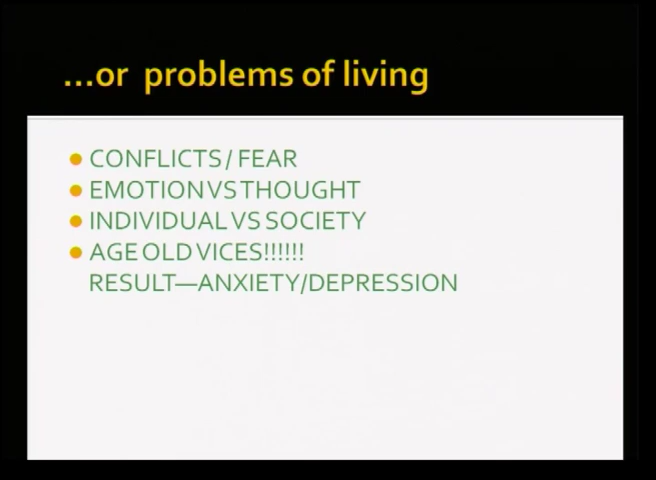 ...or problems of living
CONFLICTS / FEAR
EMOTION VS THOUGHT
INDIVIDUAL VS SOCIETY
AGE OLD VICES!!!!!!
RESULT—ANXIETY/DEPRESSION